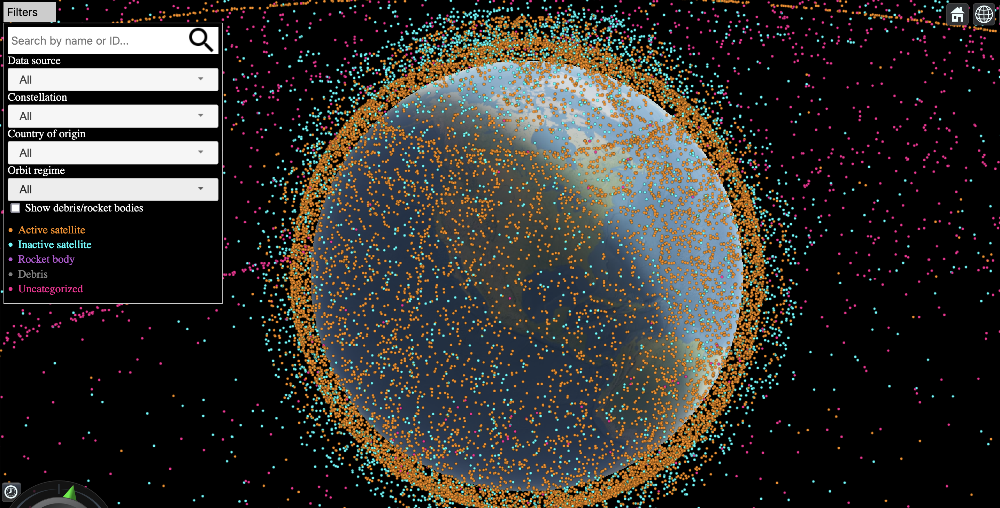 Filters
Search by name or ID...
Data source
All
Constellation
All
Country of origin
All
Orbit regime
All
Show debris/rocket bodies
Active satellite
Inactive satellite
Rocket body
Debris
Uncategorized